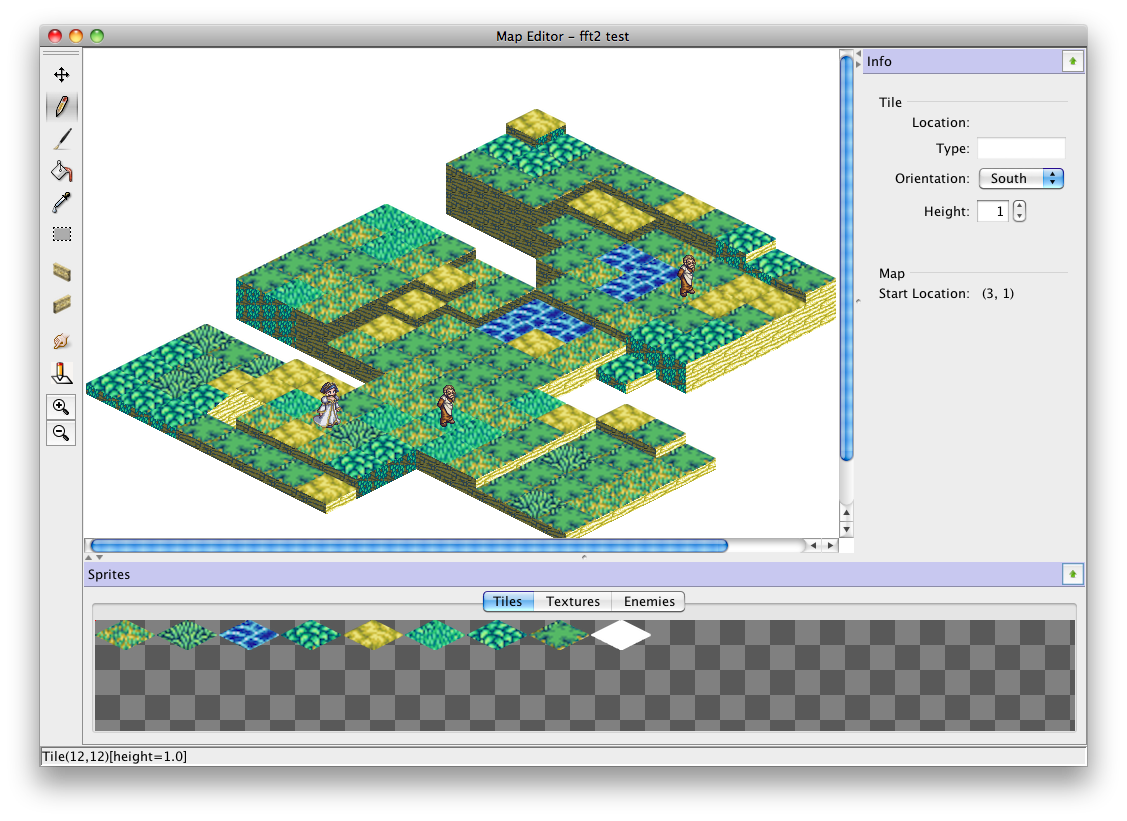 Map Editor – fft2 test
Info
Tile
Location:
Type:
Orientation: South
Height: 1
Map
Start Location: (3, 1)
Sprites
Tiles Textures Enemies
Tile(12,12)[height=1.0]